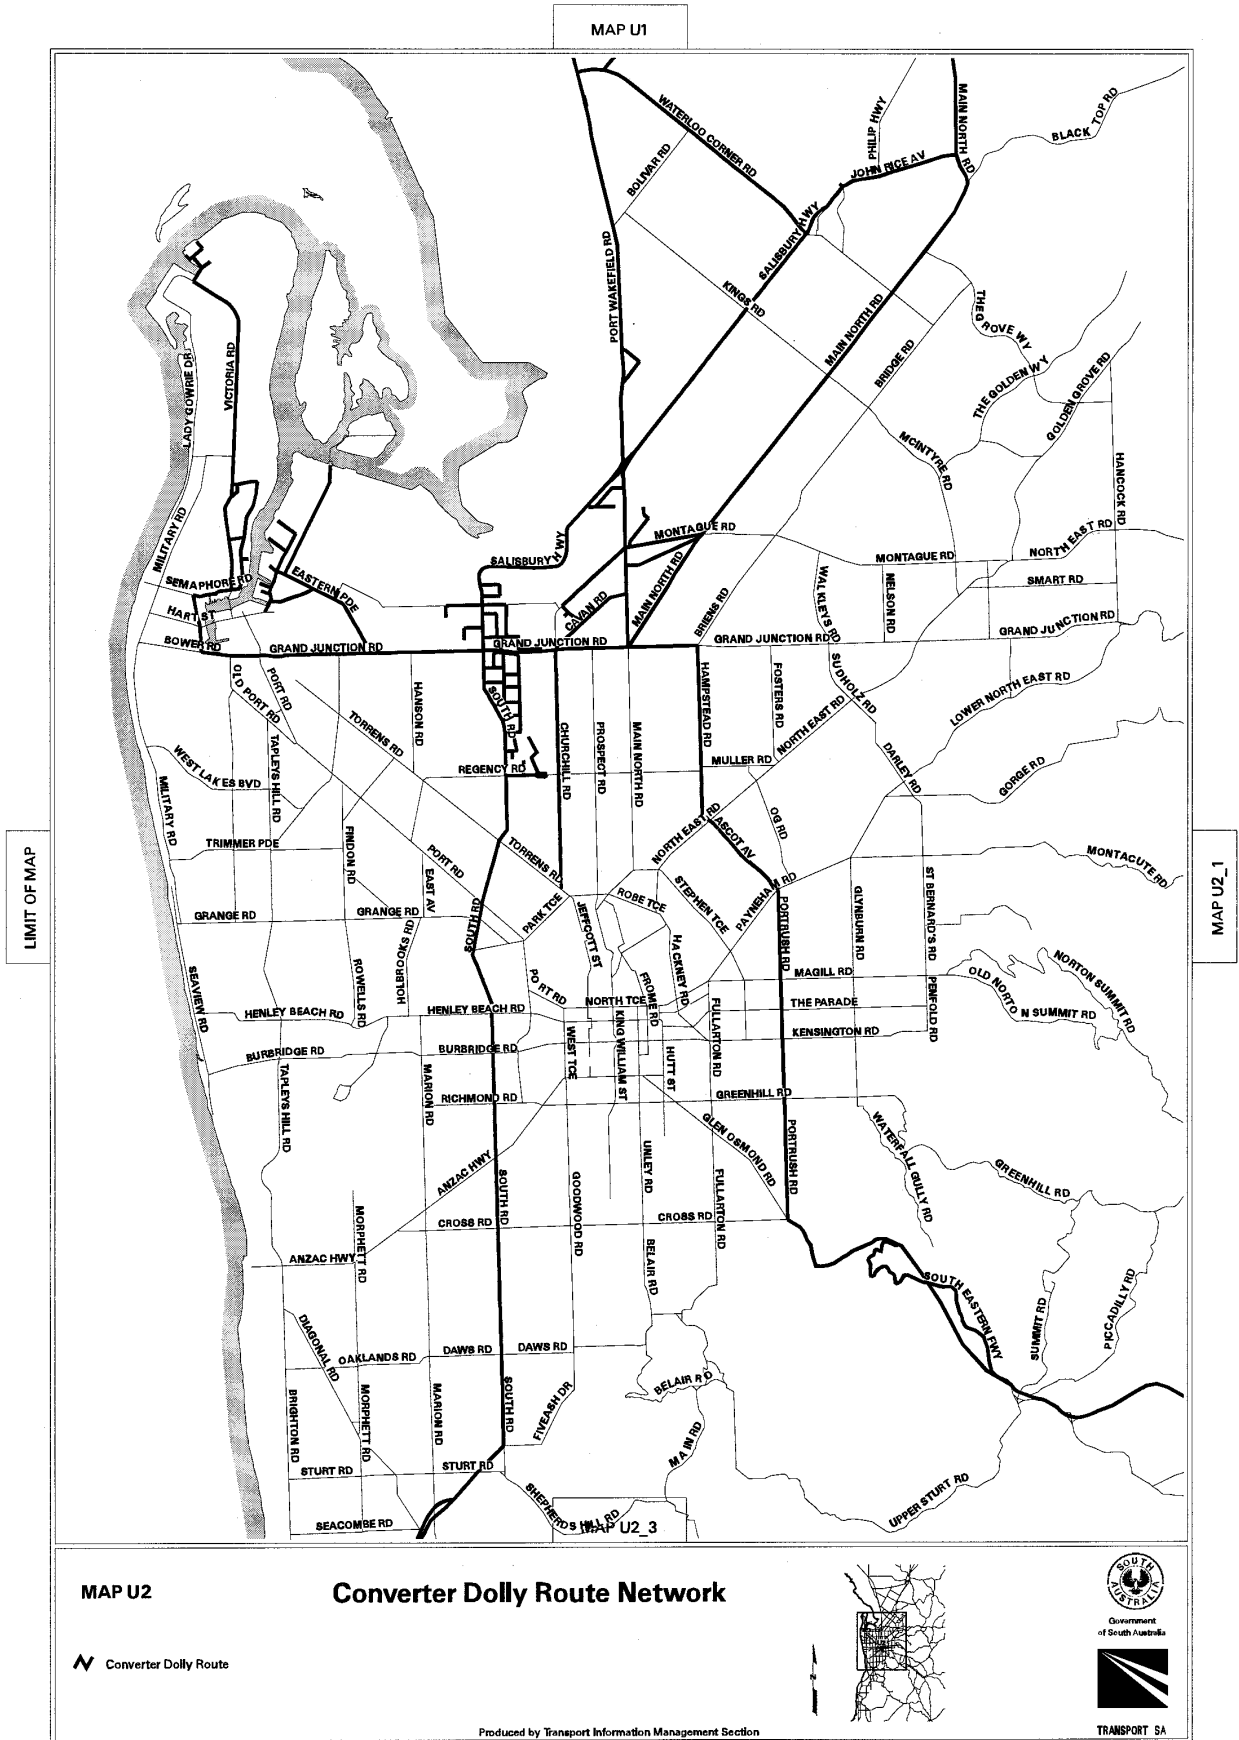 MAP U1
WATERLOO CORNER RD
PHILIP HWY
MAIN NORTH RD
BLACK TOP RD
BOLIVAR RD
JOHN RICE AV
SALISBURY HWY
PORT WAKEFIELD RD
KINGS RD
MAIN NORTH RD
BRIDGE RD
THE GROVE WY
THE GOLDEN WY
GOLDEN GROVE RD
LADY GOWRIE DR
VICTORIA RD
MCINTYRE RD
HANCOCK RD
MILITARY RD
SALISBURY HWY
MONTAGUE RD
MONTAGUE RD
NORTH EAST RD
SEMAPHORE RD
EASTERN PDE
SMART RD
HART ST
CAVAN RD
MAIN NORTH RD
BRIENS RD
WALKLEYS RD
NELSON RD
BOWER RD
GRAND JUNCTION RD
GRAND JUNCTION RD
GRAND JUNCTION RD
GRAND JUNCTION RD
OLD PORT RD
PORT RD
HANSON RD
SOUTH RD
HAMPSTEAD RD
FOSTERS RD
SUDHOLZ RD
LOWER NORTH EAST RD
TORRENS RD
CHURCHILL RD
PROSPECT RD
MAIN NORTH RD
NORTH EAST RD
WEST LAKES BVD
TAPLEYS HILL RD
REGENCY RD
MULLER RD
DARLEY RD
GORGE RD
MILITARY RD
TRIMMER PDE
FINDON RD
PORT RD
TORRENS RD
NORTH EAST RD
ASCOT AV
OG RD
MONTACUTE RD
LIMIT OF MAP
MAP U2_1
EAST AV
GRANGE RD
GRANGE RD
SOUTH RD
PARK TCE
JEFFCOTT ST
ROBE TCE
STEPHEN TCE
PAYNEHAM RD
PORTRUSH RD
GLYNBURN RD
ST BERNARD'S RD
HOLBROOKS RD
HACKNEY RD
SEAVIEW RD
ROWELLS RD
PORT RD
NORTH TCE
FROME RD
MAGILL RD
THE PARADE
PENFOLD RD
OLD NORTON SUMMIT RD
NORTON SUMMIT RD
HENLEY BEACH RD
HENLEY BEACH RD
KENSINGTON RD
BURBRIDGE RD
BURBRIDGE RD
WEST TCE
KING WILLIAM ST
HUTT ST
FULLARTON RD
TAPLEYS HILL RD
MARION RD
RICHMOND RD
GREENHILL RD
GLEN OSMOND RD
PORTRUSH RD
WATERFALL GULLY RD
GREENHILL RD
ANZAC HWY
SOUTH RD
GOODWOOD RD
UNLEY RD
FULLARTON RD
MORPHETT RD
CROSS RD
CROSS RD
ANZAC HWY
BELAIR RD
SOUTH EASTERN FWY
SUMMIT RD
PICCADILLY RD
DIAGONAL RD
OAKLANDS RD
DAWS RD
DAWS RD
BRIGHTON RD
MORPHETT RD
MARION RD
SOUTH RD
FIVEASH DR
BELAIR RD
MAIN RD
STURT RD
STURT RD
SHEPHERDS HILL RD
UPPER STURT RD
SEACOMBE RD
MAP U2_3
MAP U2
Converter Dolly Route Network
Converter Dolly Route
N
SOUTH AUSTRALIA
Government
of South Australia
TRANSPORT SA
Produced by Transport Information Management Section